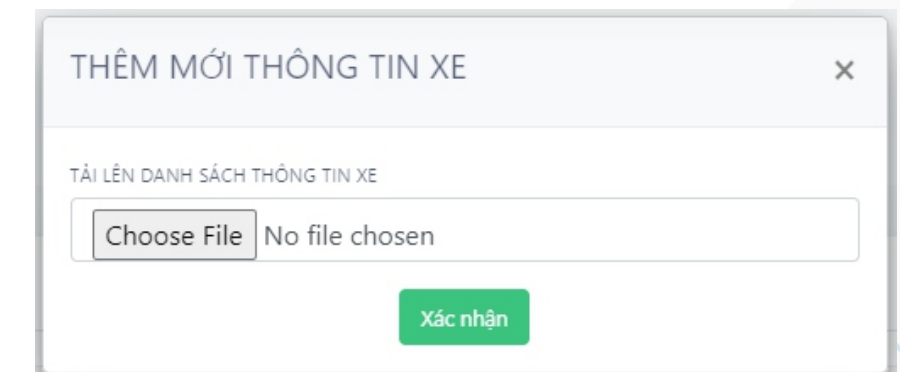 THÊM MỚI THÔNG TIN XE ×
TẢI LÊN DANH SÁCH THÔNG TIN XE
Choose File No file chosen
Xác nhận